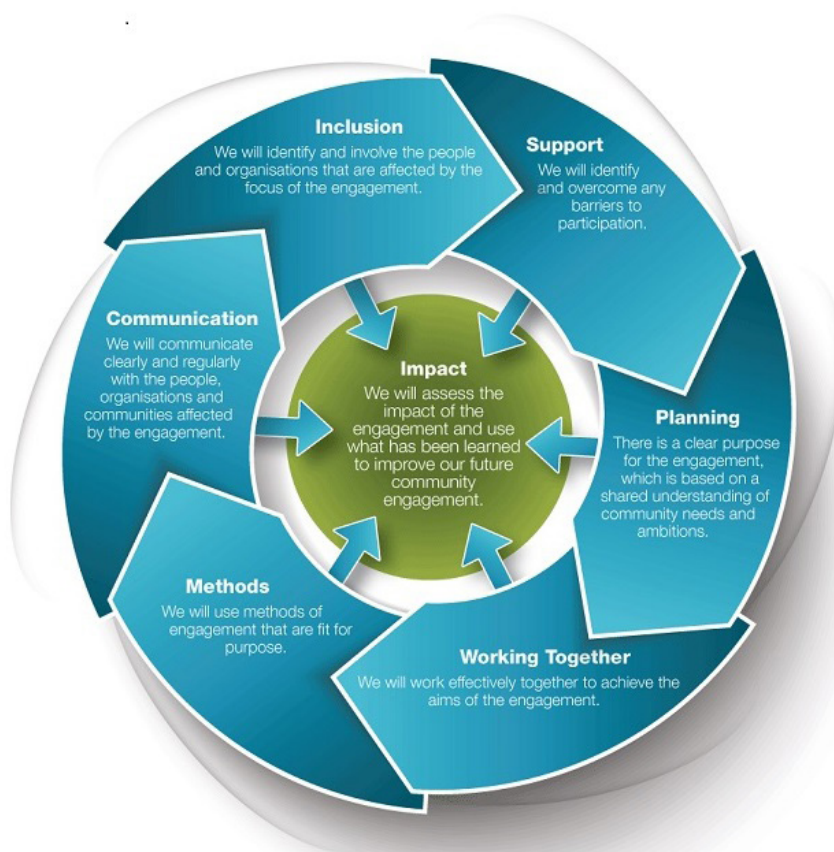 Inclusion
We will identify and involve the people
and organisations that are affected by the
focus of the engagement.
Support
We will identify
and overcome any
barriers to
participation.
Planning
There is a clear purpose
for the engagement,
which is based on a
shared understanding of
community needs and
ambitions.
Working Together
We will work effectively together to achieve the
aims of the engagement.
Methods
We will use methods of
engagement that are fit for
purpose.
Communication
We will communicate
clearly and regularly
with the people,
organisations and
communities affected
by the engagement.
Impact
We will assess the
impact of the
engagement and use
what has been learned
to improve our future
community
engagement.